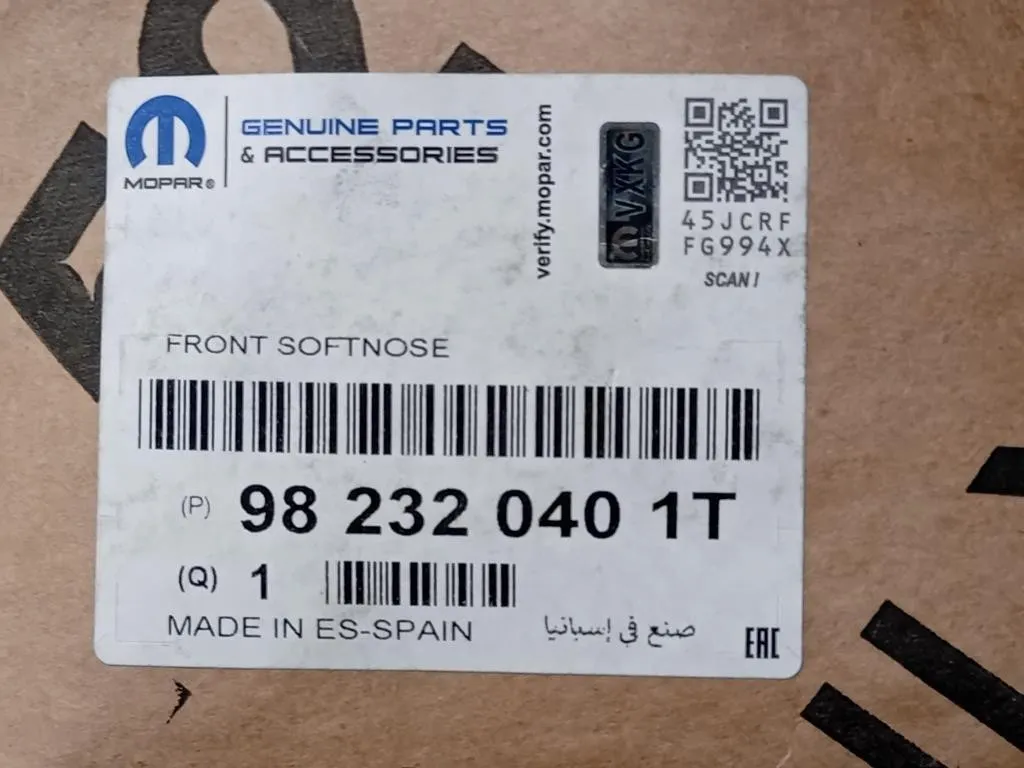 MOPAR®
GENUINE PARTS
& ACCESSORIES
verify.mopar.com
VXKG
45JCRF
FG994X
SCAN!
FRONT SOFTNOSE
(P) 98 232 040 1T
(Q) 1
MADE IN ES-SPAIN
صنع في إسبانيا
EAC